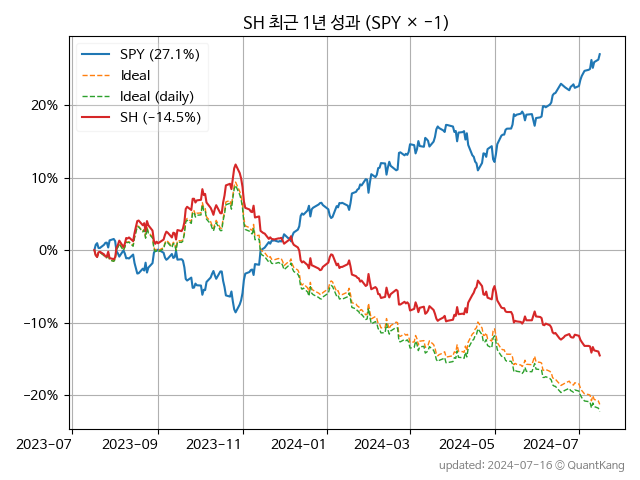 SH 최근 1년 성과 (SPY × −1)
SPY (27.1%)
Ideal
Ideal (daily)
SH (−14.5%)
20%
10%
0%
−10%
−20%
2023-07
2023-09
2023-11
2024-01
2024-03
2024-05
2024-07
updated: 2024-07-16 © QuantKang